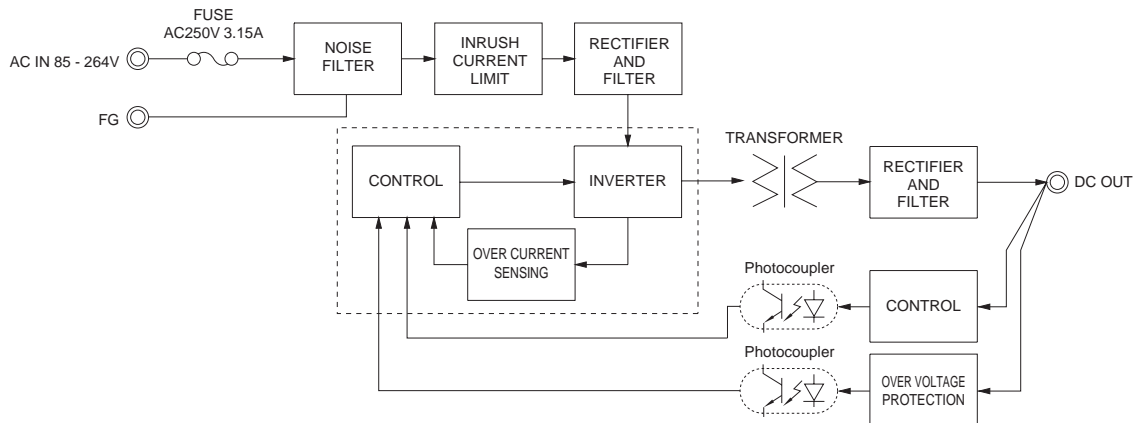 FUSE
AC250V 3.15A
AC IN 85 - 264V
NOISE
FILTER
INRUSH
CURRENT
LIMIT
RECTIFIER
AND
FILTER
FG
TRANSFORMER
CONTROL
INVERTER
RECTIFIER
AND
FILTER
DC OUT
OVER CURRENT
SENSING
Photocoupler
CONTROL
Photocoupler
OVER VOLTAGE
PROTECTION